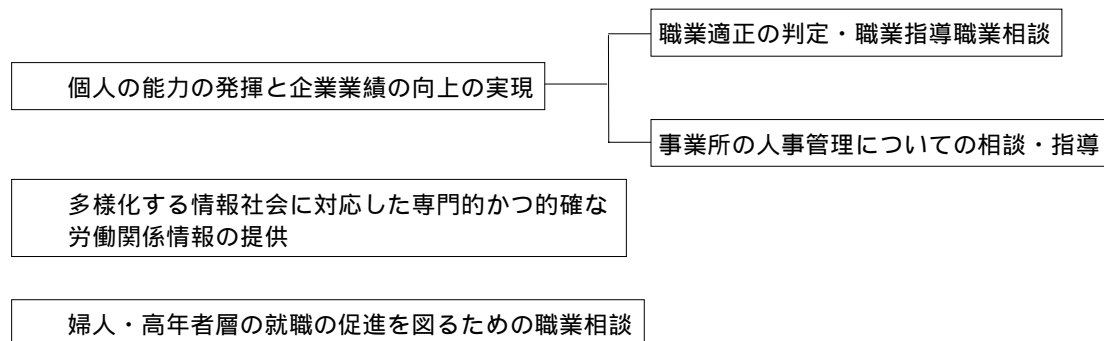 職業適正の判定・職業指導職業相談
個人の能力の発揮と企業業績の向上の実現
事業所の人事管理についての相談・指導
多様化する情報社会に対応した専門的かつ的確な
労働関係情報の提供
婦人・高年者層の就職の促進を図るための職業相談